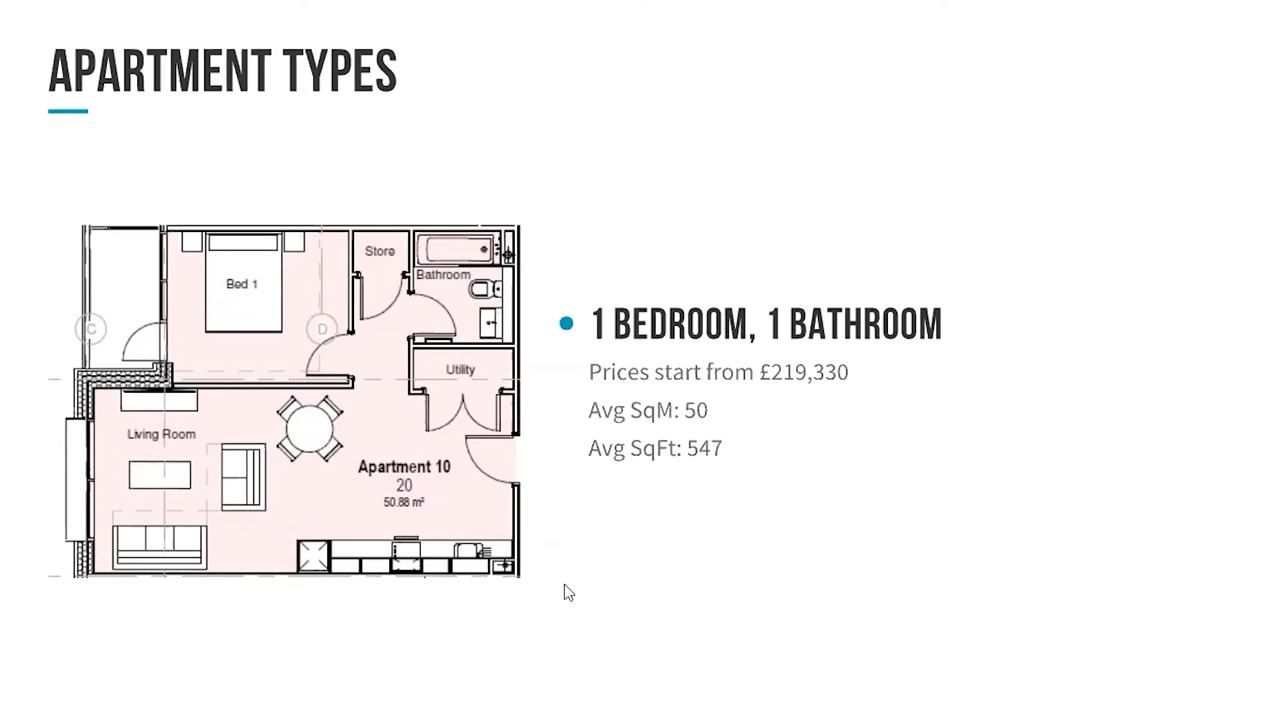 APARTMENT TYPES
Store
Bathroom
Bed 1
C
D
Utility
Living Room
Apartment 10
20
50.88 m²
1 BEDROOM, 1 BATHROOM
Prices start from £219,330
Avg SqM: 50
Avg SqFt: 547